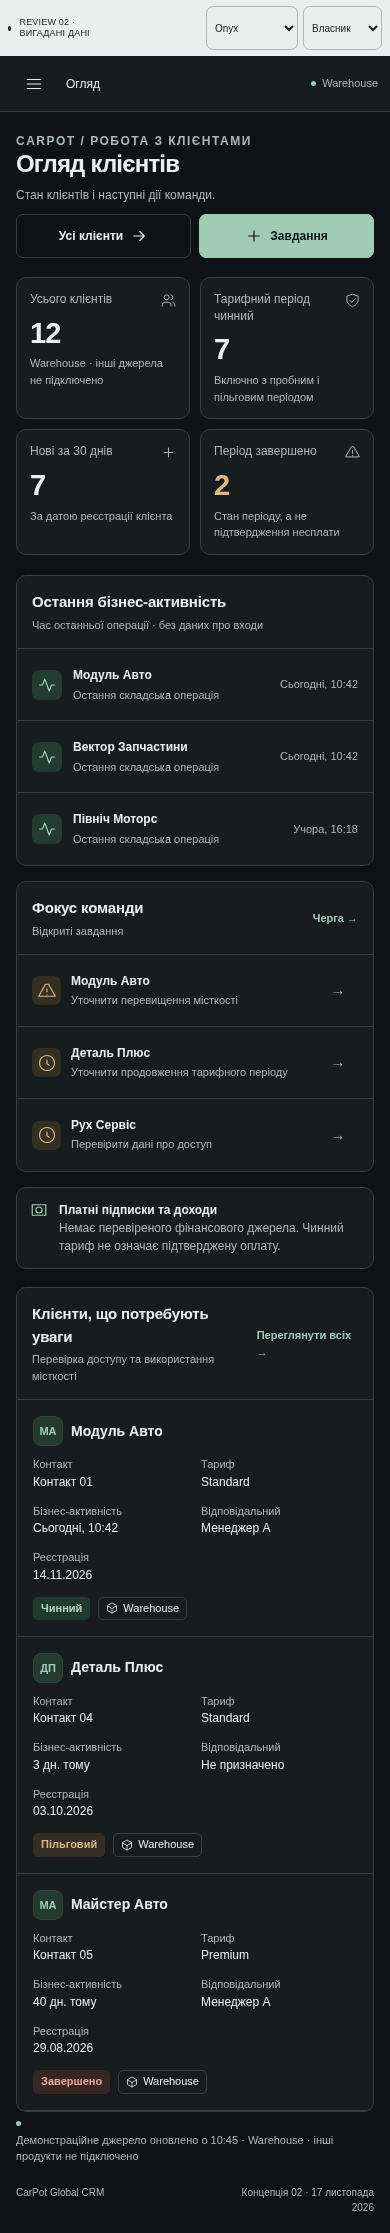 REVIEW 02 ·
ВИГАДАНІ ДАНІ
Onyx
Власник
Огляд
Warehouse
CARPOT / РОБОТА З КЛІЄНТАМИ
Огляд клієнтів
Стан клієнтів і наступні дії команди.
Усі клієнти →
+ Завдання
Усього клієнтів
12
Warehouse · інші джерела
не підключено
Тарифний період
чинний
7
Включно з пробним і
пільговим періодом
Нові за 30 днів
7
За датою реєстрації клієнта
Період завершено
2
Стан періоду, а не
підтвердження несплати
Остання бізнес-активність
Час останньої операції · без даних про входи
Модуль Авто
Остання складська операція
Сьогодні, 10:42
Вектор Запчастини
Остання складська операція
Сьогодні, 10:42
Північ Моторс
Остання складська операція
Учора, 16:18
Фокус команди
Відкриті завдання
Черга →
Модуль Авто
Уточнити перевищення місткості
→
Деталь Плюс
Уточнити продовження тарифного періоду
→
Рух Сервіс
Перевірити дані про доступ
→
Платні підписки та доходи
Немає перевіреного фінансового джерела. Чинний
тариф не означає підтверджену оплату.
Клієнти, що потребують
уваги
Перевірка доступу та використання
місткості
Переглянути всіх
→
МА Модуль Авто
Контакт
Контакт 01
Тариф
Standard
Бізнес-активність
Сьогодні, 10:42
Відповідальний
Менеджер А
Реєстрація
14.11.2026
Чинний
Warehouse
ДП Деталь Плюс
Контакт
Контакт 04
Тариф
Standard
Бізнес-активність
3 дн. тому
Відповідальний
Не призначено
Реєстрація
03.10.2026
Пільговий
Warehouse
МА Майстер Авто
Контакт
Контакт 05
Тариф
Premium
Бізнес-активність
40 дн. тому
Відповідальний
Менеджер А
Реєстрація
29.08.2026
Завершено
Warehouse
Демонстраційне джерело оновлено о 10:45 · Warehouse · інші
продукти не підключено
CarPot Global CRM
Концепція 02 · 17 листопада
2026